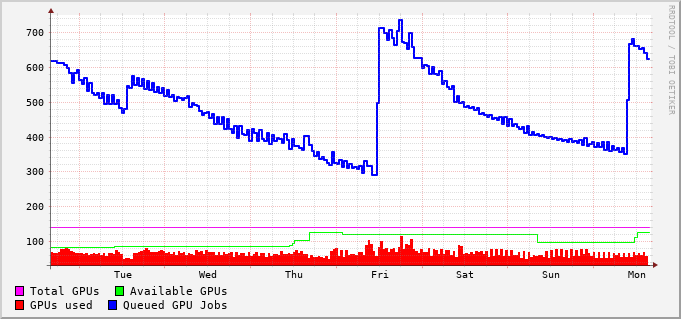 700
600
500
400
300
200
100
Tue Wed Thu Fri Sat Sun Mon
Total GPUs Available GPUs
GPUs used Queued GPU Jobs
RRDTOOL / TOBI OETIKER